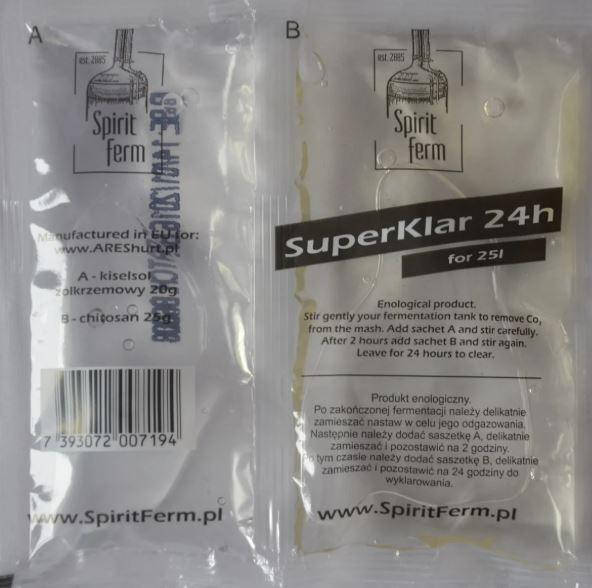 A
est. 2885
Spirit
ferm
Manufactured in EU for:
www.AREShurt.pl
A - kiselsol
żolkrzemowy 20g
B - chitosan 25g
7 393072 007194
www.SpiritFerm.pl
B
est. 2885
Spirit
ferm
SuperKlar 24h
for 25l
Enological product.
Stir gently your fermentation tank to remove Co,
from the mash. Add sachet A and stir carefully.
After 2 hours add sachet B and stir again.
Leave for 24 hours to clear.
Produkt enologiczny.
Po zakończonej fermentacji należy delikatnie
zamieszać nastaw w celu jego odgazowania.
Następnie należy dodać saszetkę A, delikatnie
zamieszać i pozostawić na 2 godziny.
Po tym czasie należy dodać saszetkę B, delikatnie
zamieszać i pozostawić na 24 godziny do
wyklarowania.
www.SpiritFerm.pl